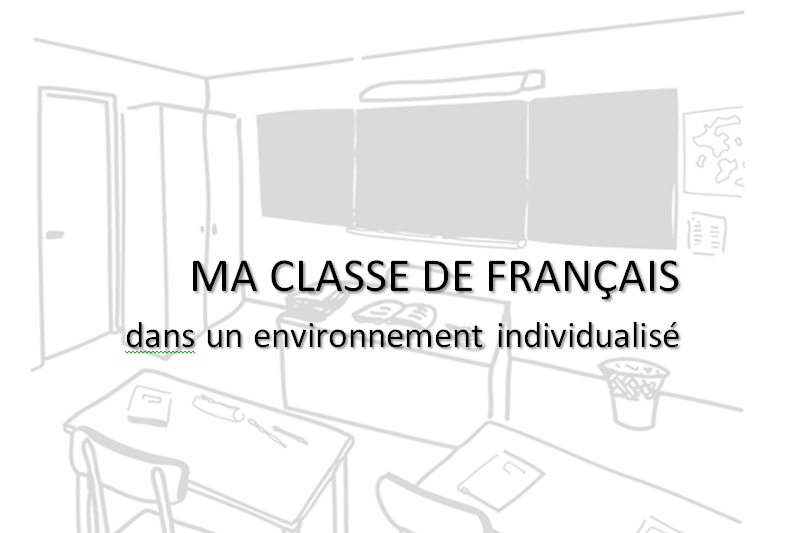 MA CLASSE DE FRANÇAIS
dans un environnement individualisé